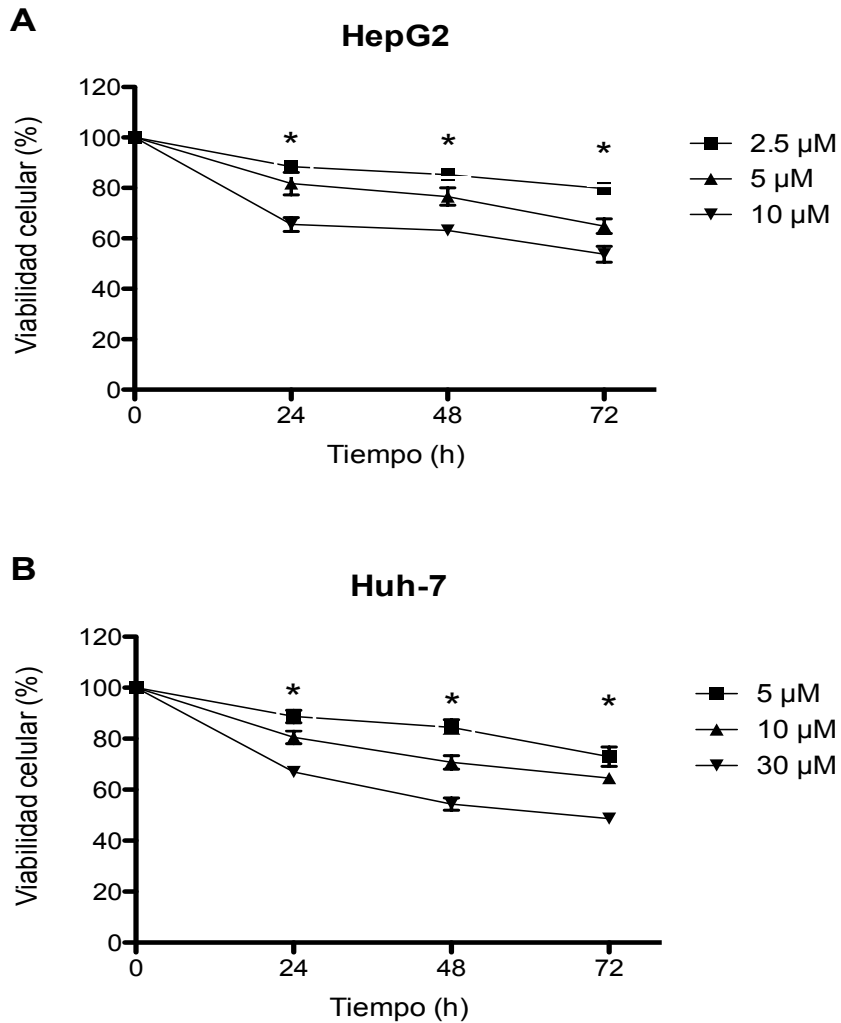 A
HepG2
Viabilidad celular (%)
120
100
80
60
40
20
0
0 24 48 72
Tiempo (h)
* * *
2.5 µM
5 µM
10 µM
B
Huh-7
Viabilidad celular (%)
120
100
80
60
40
20
0
0 24 48 72
Tiempo (h)
* * *
5 µM
10 µM
30 µM